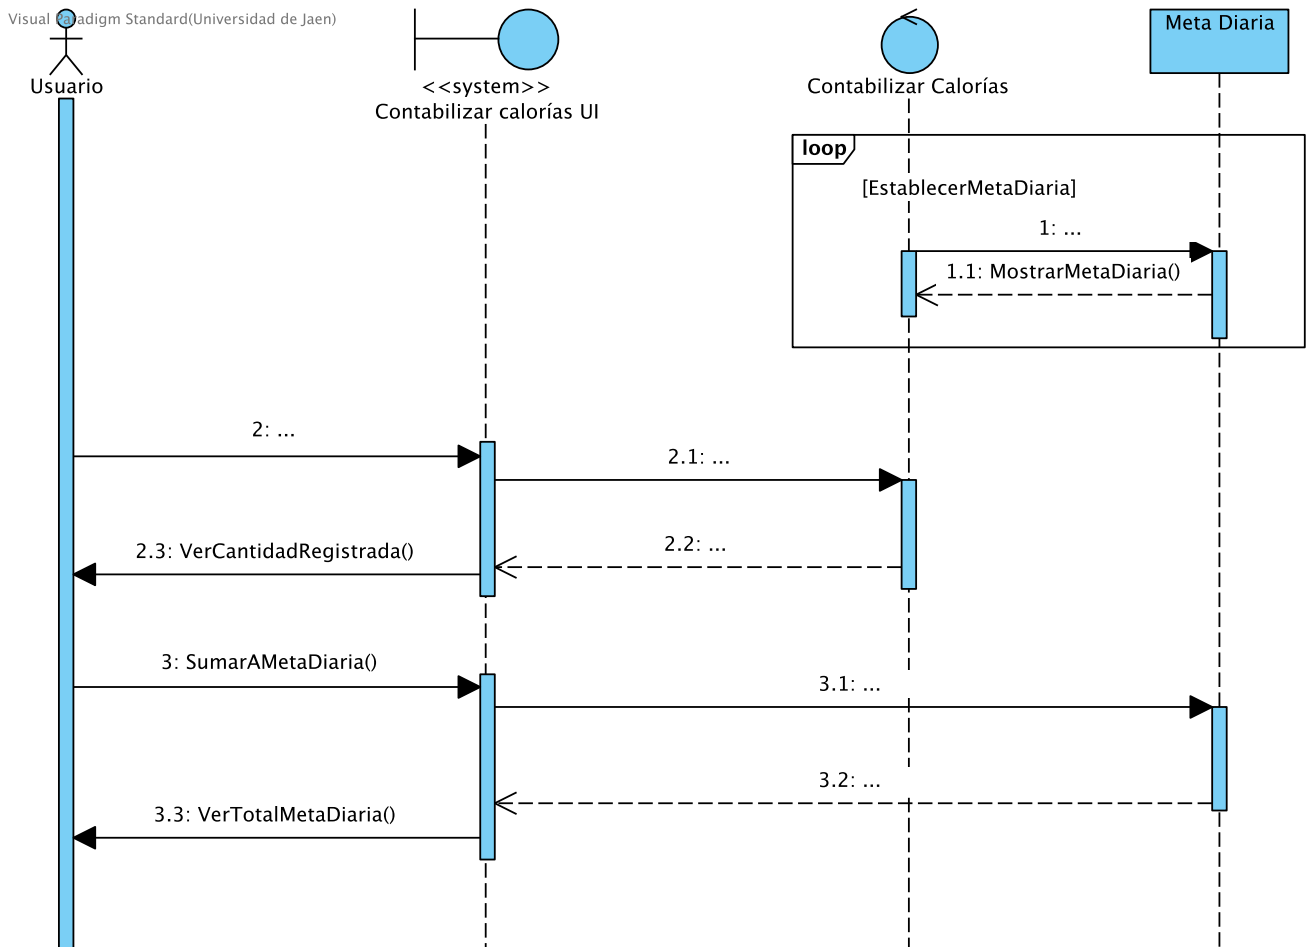 Visual Paradigm Standard(Universidad de Jaen)
Usuario
<<system>>
Contabilizar calorías UI
Contabilizar Calorías
Meta Diaria
loop
[EstablecerMetaDiaria]
1: ...
1.1: MostrarMetaDiaria()
2: ...
2.1: ...
2.2: ...
2.3: VerCantidadRegistrada()
3: SumarAMetaDiaria()
3.1: ...
3.2: ...
3.3: VerTotalMetaDiaria()